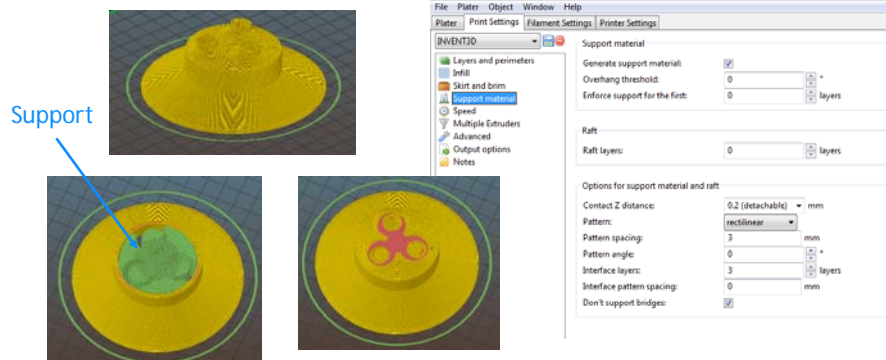 File Plater Object Window Help
Plater Print Settings Filament Settings Printer Settings
INVENT3D
Layers and perimeters
Infill
Skirt and brim
Support material
Speed
Multiple Extruders
Advanced
Output options
Notes
Support material
Generate support material:
Overhang threshold: 0 °
Enforce support for the first: 0 layers
Raft
Raft layers: 0 layers
Options for support material and raft
Contact Z distance: 0.2 (detachable) mm
Pattern: rectilinear
Pattern spacing: 3 mm
Pattern angle: 0 °
Interface layers: 3 layers
Interface pattern spacing: 0 mm
Don't support bridges:
Support